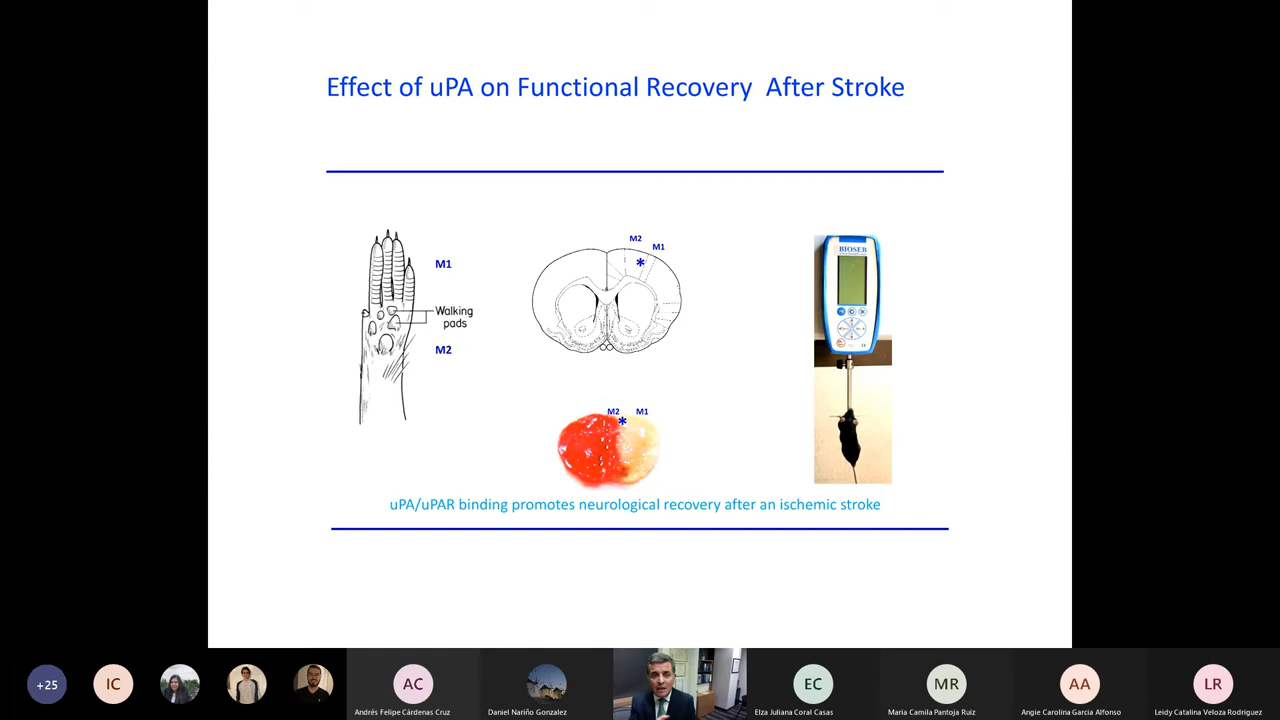 Effect of uPA on Functional Recovery After Stroke
M1
Walking
pads
M2
M2
M1
*
M2
M1
*
BIOSEB
uPA/uPAR binding promotes neurological recovery after an ischemic stroke
+25
IC
AC
EC
MR
AA
LR
Andrés Felipe Cárdenas Cruz
Daniel Nariño Gonzalez
Elza Juliana Coral Casas
Maria Camila Pantoja Ruiz
Angie Carolina Garcia Alfonso
Leidy Catalina Veloza Rodriguez